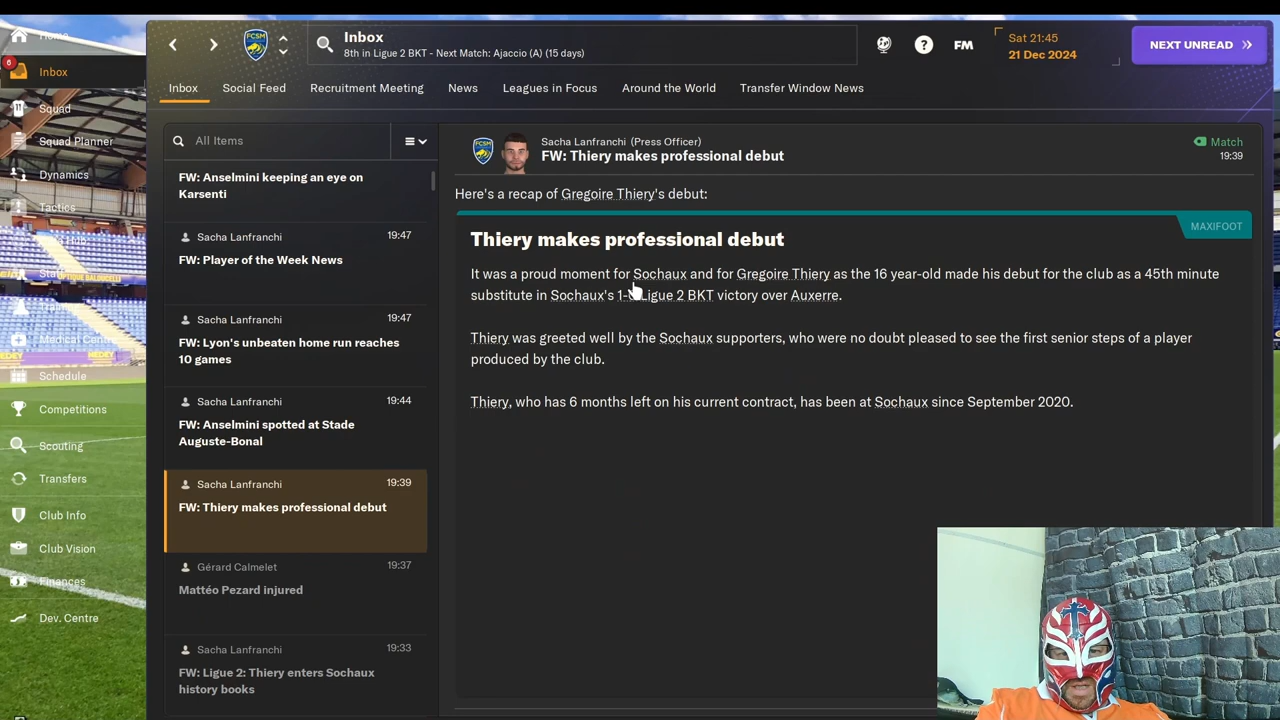 Inbox
8th in Ligue 2 BKT - Next Match: Ajaccio (A) (15 days)
FCSM
FM
Sat 21:45
21 Dec 2024
NEXT UNREAD
6
Inbox
Squad
Squad Planner
Dynamics
Tactics
Schedule
Competitions
Scouting
Transfers
Club Info
Club Vision
Finances
Dev. Centre
Inbox
Social Feed
Recruitment Meeting
News
Leagues in Focus
Around the World
Transfer Window News
All Items
FW: Anselmini keeping an eye on
Karsenti
Sacha Lanfranchi
19:47
FW: Player of the Week News
Sacha Lanfranchi
19:47
FW: Lyon's unbeaten home run reaches
10 games
Sacha Lanfranchi
19:44
FW: Anselmini spotted at Stade
Auguste-Bonal
Sacha Lanfranchi
19:39
FW: Thiery makes professional debut
Gérard Calmelet
19:37
Mattéo Pezard injured
Sacha Lanfranchi
19:33
FW: Ligue 2: Thiery enters Sochaux
history books
FCSM
Sacha Lanfranchi (Press Officer)
FW: Thiery makes professional debut
Match
19:39
Here's a recap of Gregoire Thiery's debut:
MAXIFOOT
Thiery makes professional debut
It was a proud moment for Sochaux and for Gregoire Thiery as the 16 year-old made his debut for the club as a 45th minute
substitute in Sochaux's Ligue 2 BKT victory over Auxerre.
Thiery was greeted well by the Sochaux supporters, who were no doubt pleased to see the first senior steps of a player
produced by the club.
Thiery, who has 6 months left on his current contract, has been at Sochaux since September 2020.